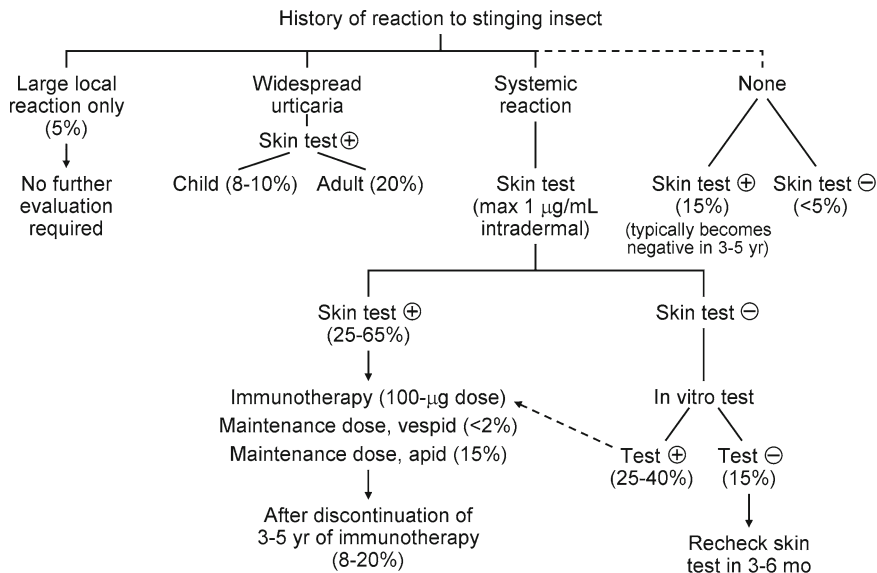 History of reaction to stinging insect
Large local
reaction only
(5%)
No further
evaluation
required
Widespread
urticaria
Skin test ⊕
Child (8-10%)
Adult (20%)
Systemic
reaction
Skin test
(max 1 μg/mL
intradermal)
None
Skin test ⊕
(15%)
(typically becomes
negative in 3-5 yr)
Skin test ⊖
(<5%)
Skin test ⊕
(25-65%)
Immunotherapy (100-μg dose)
Maintenance dose, vespid (<2%)
Maintenance dose, apid (15%)
After discontinuation of
3-5 yr of immunotherapy
(8-20%)
Skin test ⊖
In vitro test
Test ⊕
(25-40%)
Test ⊖
(15%)
Recheck skin
test in 3-6 mo